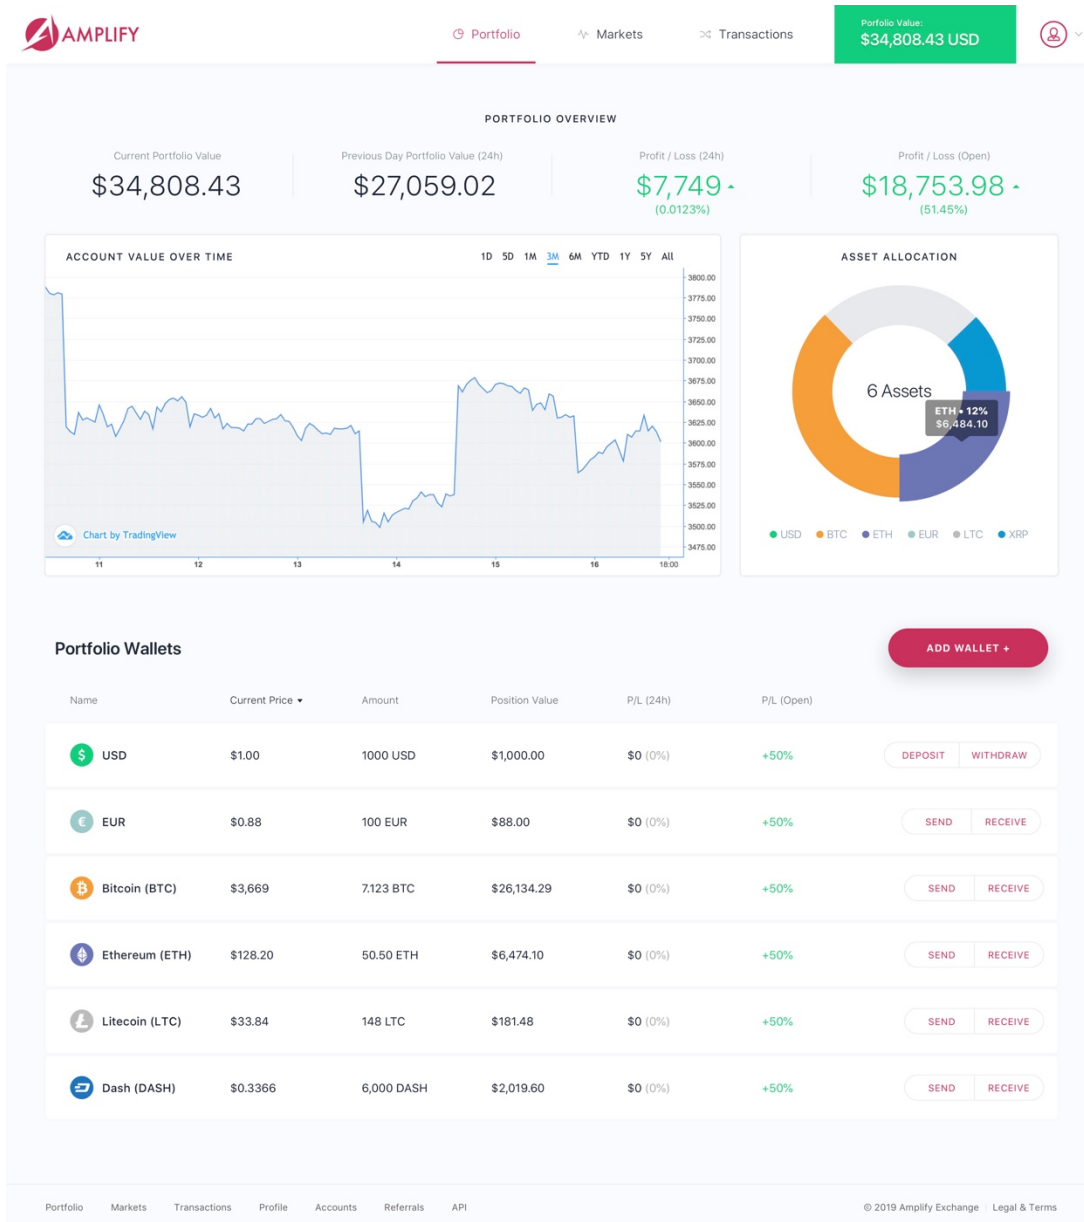 AMPLIFY
Portfolio
Markets
Transactions
Porfolio Value:
$34,808.43 USD
PORTFOLIO OVERVIEW
Current Portfolio Value
$34,808.43
Previous Day Portfolio Value (24h)
$27,059.02
Profit / Loss (24h)
$7,749
(0.0123%)
Profit / Loss (Open)
$18,753.98
(51.45%)
ACCOUNT VALUE OVER TIME
1D 5D 1M 3M 6M YTD 1Y 5Y All
3800.00
3775.00
3750.00
3725.00
3700.00
3675.00
3650.00
3625.00
3600.00
3575.00
3550.00
3525.00
3500.00
3475.00
Chart by TradingView
11 12 13 14 15 16 18:00
ASSET ALLOCATION
6 Assets
ETH • 12%
$6,484.10
USD BTC ETH EUR LTC XRP
Portfolio Wallets
ADD WALLET +
Name Current Price Amount Position Value P/L (24h) P/L (Open)
$ USD $1.00 1000 USD $1,000.00 $0 (0%) +50% DEPOSIT WITHDRAW
€ EUR $0.88 100 EUR $88.00 $0 (0%) +50% SEND RECEIVE
Bitcoin (BTC) $3,669 7.123 BTC $26,134.29 $0 (0%) +50% SEND RECEIVE
Ethereum (ETH) $128.20 50.50 ETH $6,474.10 $0 (0%) +50% SEND RECEIVE
Litecoin (LTC) $33.84 148 LTC $181.48 $0 (0%) +50% SEND RECEIVE
Dash (DASH) $0.3366 6,000 DASH $2,019.60 $0 (0%) +50% SEND RECEIVE
Portfolio Markets Transactions Profile Accounts Referrals API
© 2019 Amplify Exchange Legal & Terms